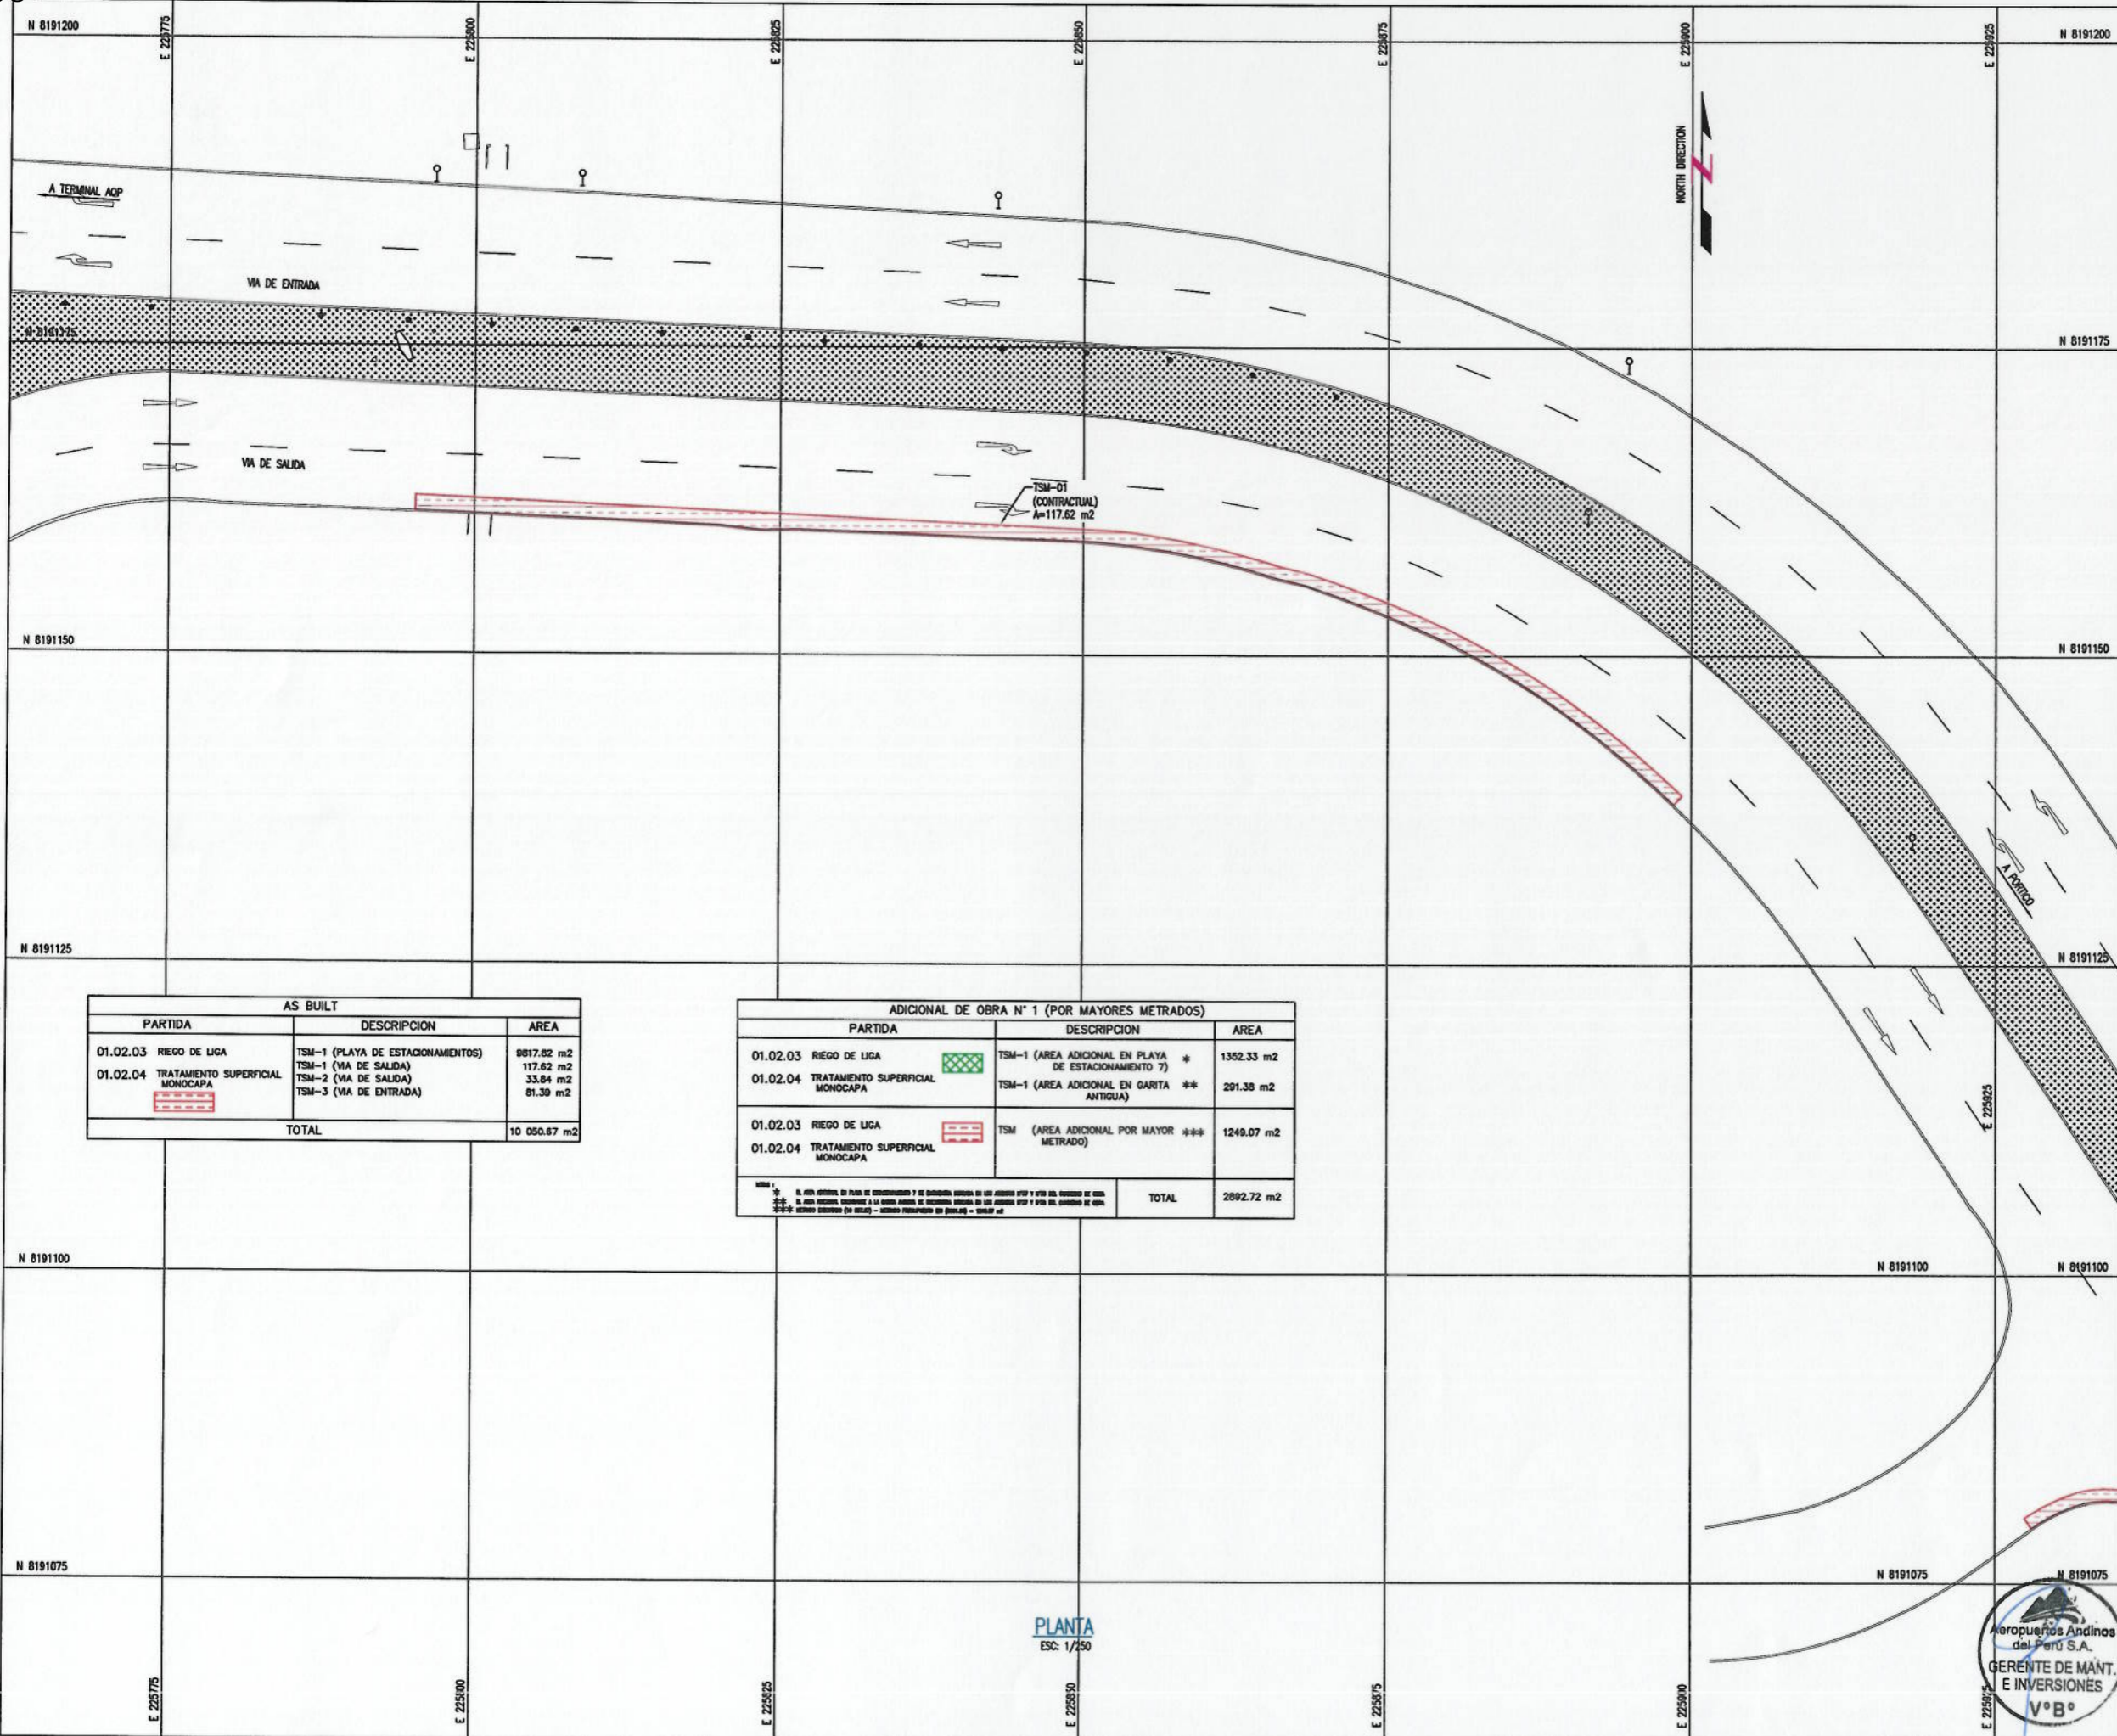 N 8191200
E 225775
E 225800
E 225825
E 225850
E 225875
E 225900
E 225925
N 8191200
NORTH DIRECTION
N
A TERMINAL AQP
VIA DE ENTRADA
N 8191175
N 8191175
VIA DE SALIDA
TSM-01
(CONTRACTUAL)
A=117.62 m2
N 8191150
N 8191150
A PORTICO
N 8191125
N 8191125
AS BUILT
PARTIDA DESCRIPCION AREA
01.02.03 RIEGO DE LIGA
01.02.04 TRATAMIENTO SUPERFICIAL
MONOCAPA
TSM-1 (PLAYA DE ESTACIONAMIENTOS) 9817.82 m2
TSM-1 (VIA DE SALIDA) 117.62 m2
TSM-2 (VIA DE SALIDA) 33.84 m2
TSM-3 (VIA DE ENTRADA) 81.39 m2
TOTAL 10 050.67 m2
ADICIONAL DE OBRA N° 1 (POR MAYORES METRADOS)
PARTIDA DESCRIPCION AREA
01.02.03 RIEGO DE LIGA
01.02.04 TRATAMIENTO SUPERFICIAL
MONOCAPA
TSM-1 (AREA ADICIONAL EN PLAYA * 1352.33 m2
DE ESTACIONAMIENTO 7)
TSM-1 (AREA ADICIONAL EN GARITA ** 291.38 m2
ANTIGUA)
01.02.03 RIEGO DE LIGA
01.02.04 TRATAMIENTO SUPERFICIAL
MONOCAPA
TSM (AREA ADICIONAL POR MAYOR *** 1249.07 m2
METRADO)
TOTAL 2892.72 m2
E 225925
N 8191100
N 8191100
N 8191100
N 8191075
N 8191075
N 8191075
PLANTA
ESC: 1/250
E 225775
E 225800
E 225825
E 225850
E 225875
E 225900
E 225925
Aeropuertos Andinos
del Perú S.A.
GERENTE DE MANT.
E INVERSIONES
V°B°